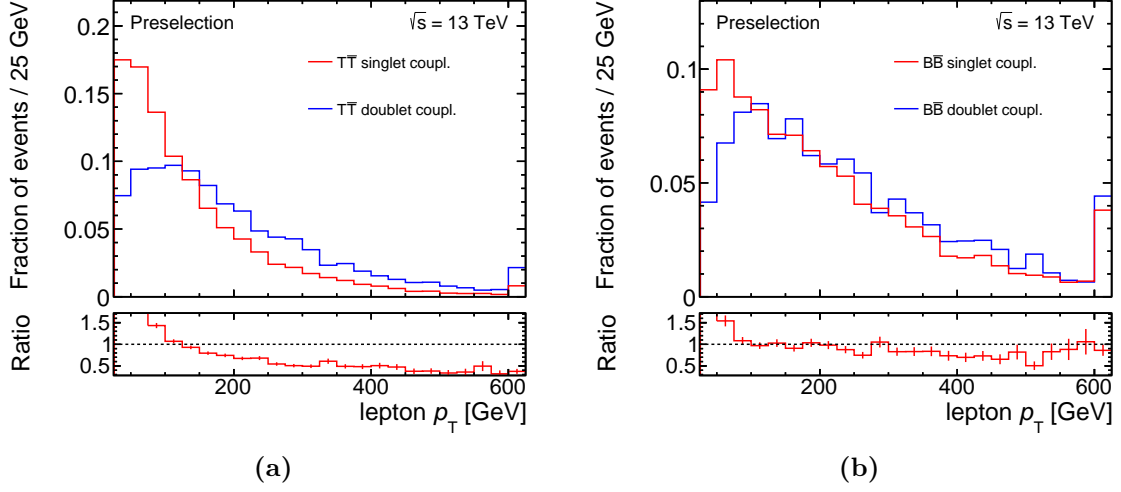 Preselection √s = 13 TeV
TT̅ singlet coupl.
TT̅ doublet coupl.
Fraction of events / 25 GeV
0.2
0.15
0.1
0.05
0
Ratio
1.5
1
0.5
200 400 600
lepton pT [GeV]
(a)
Preselection √s = 13 TeV
BB̅ singlet coupl.
BB̅ doublet coupl.
Fraction of events / 25 GeV
0.1
0.05
0
Ratio
1.5
1
0.5
200 400 600
lepton pT [GeV]
(b)